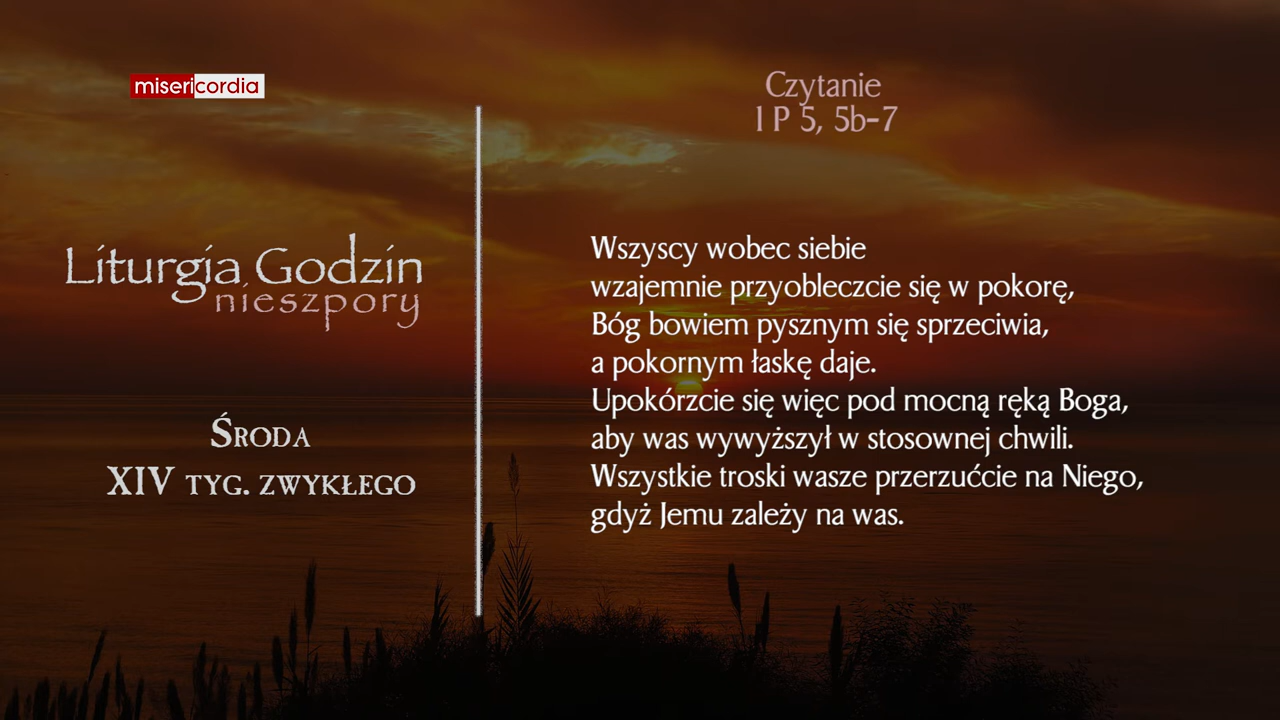 misericordia
Liturgia Godzin
nieszpory
Środa
XIV tyg. zwykłego
Czytanie
1 P 5, 5b-7
Wszyscy wobec siebie
wzajemnie przyobleczcie się w pokorę,
Bóg bowiem pysznym się sprzeciwia,
a pokornym łaskę daje.
Upokórzcie się więc pod mocną ręką Boga,
aby was wywyższył w stosownej chwili.
Wszystkie troski wasze przerzućcie na Niego,
gdyż Jemu zależy na was.